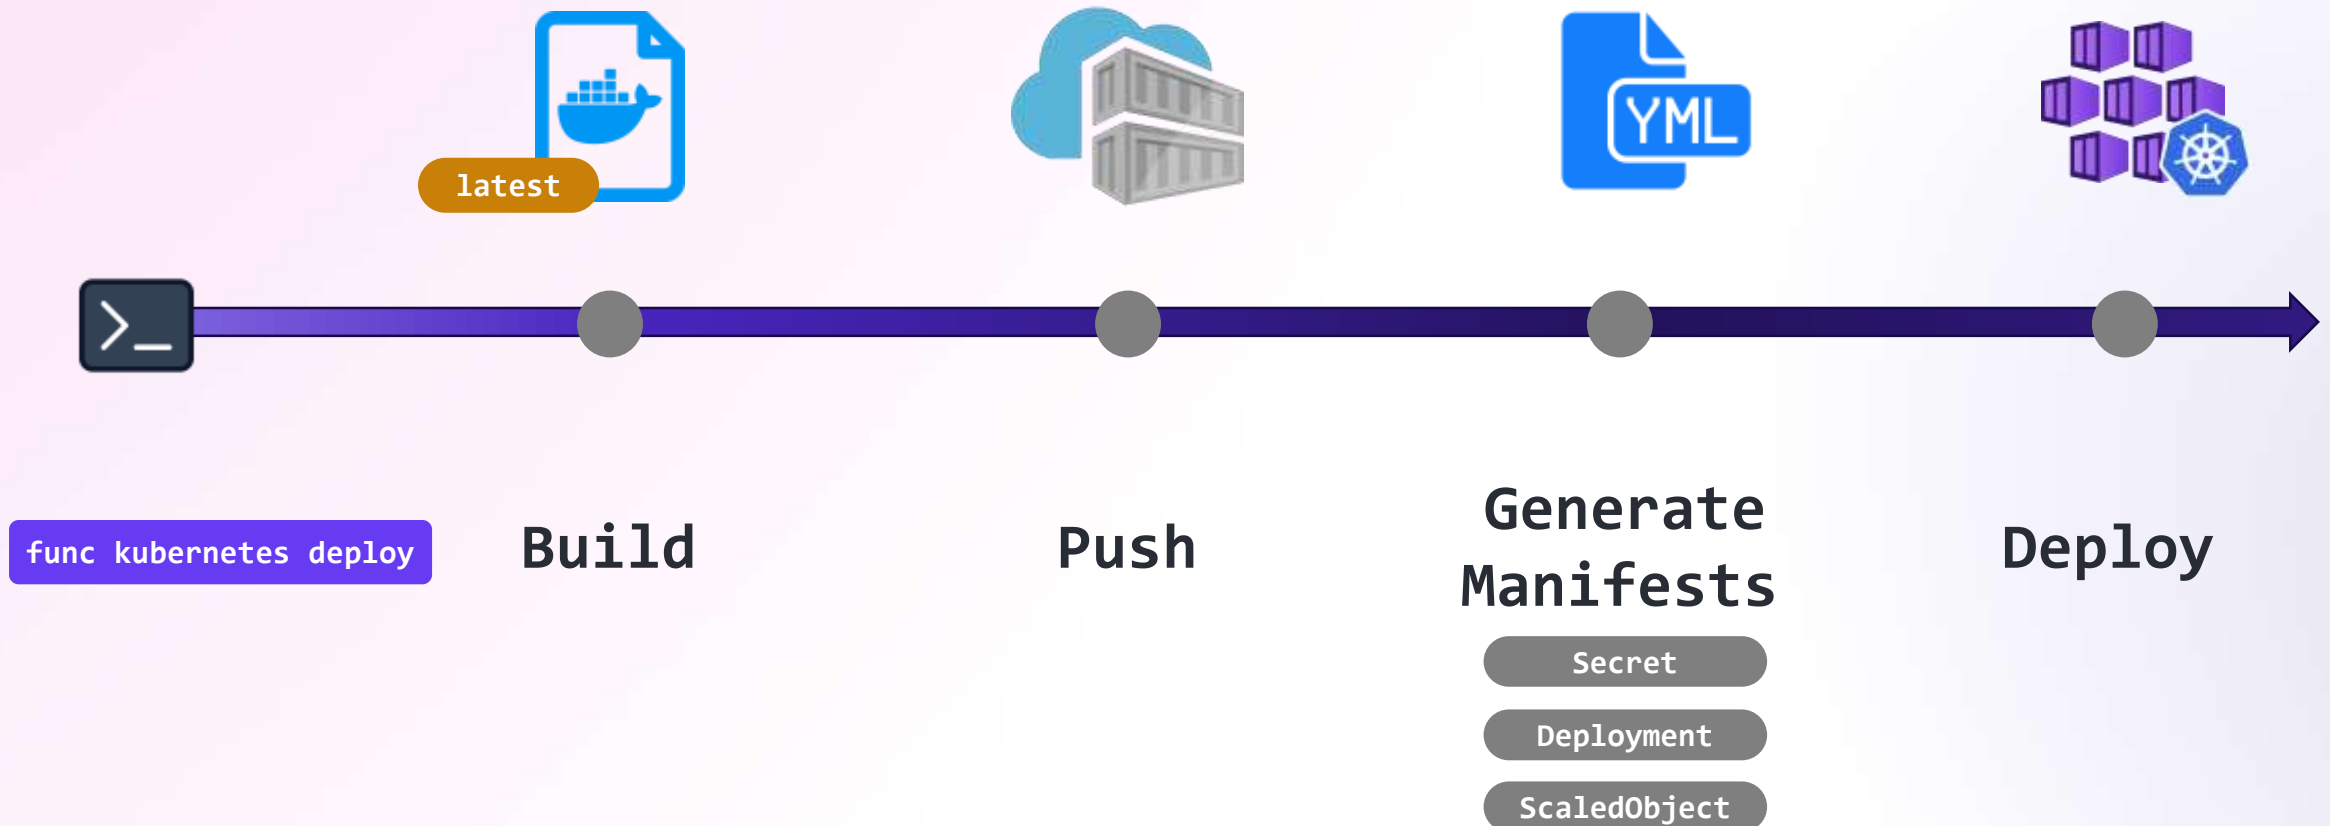 latest
YML
>_
func kubernetes deploy
Build
Push
Generate
Manifests
Deploy
Secret
Deployment
ScaledObject